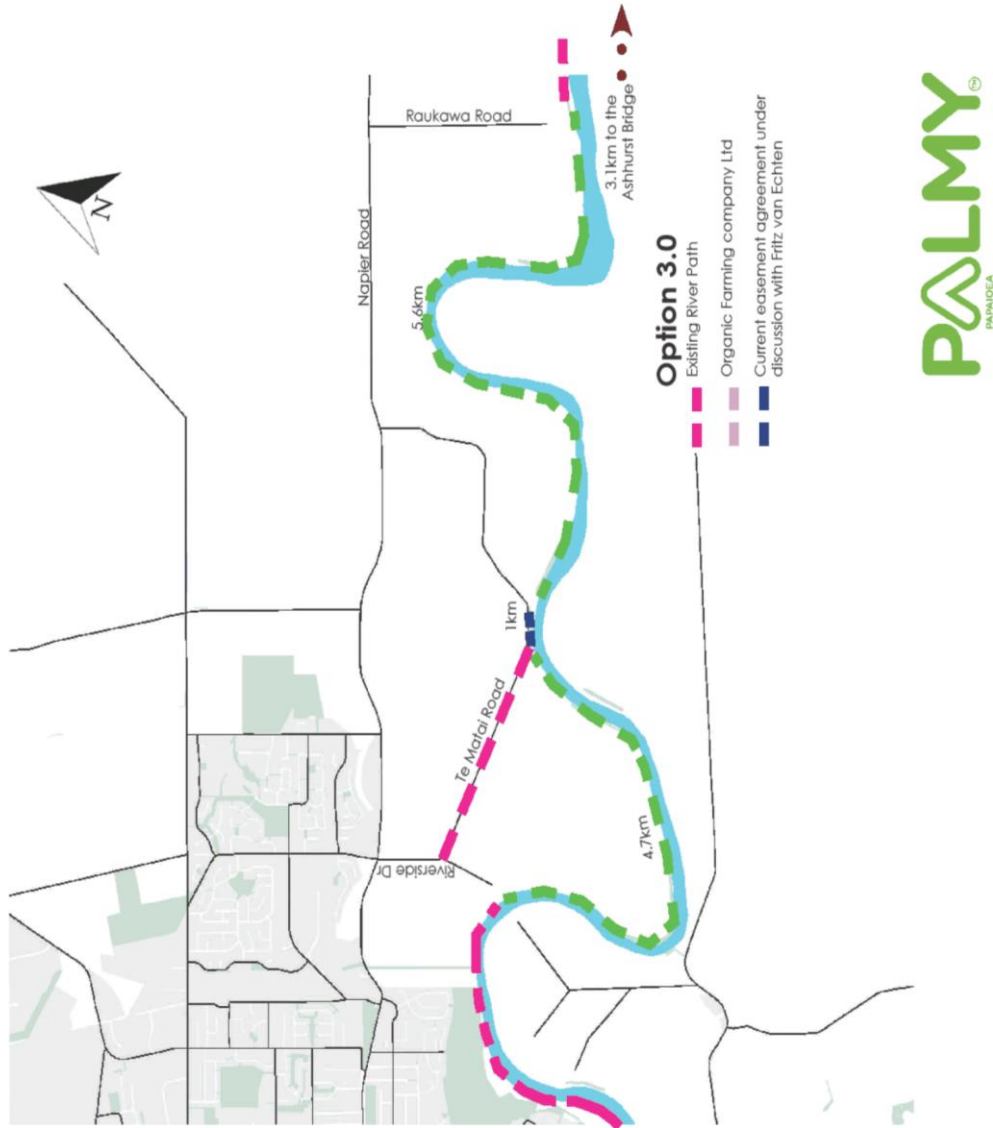 N
Raukawa Road
Napier Road
3.1km to the
Ashhurst Bridge
5.6km
1km
Te Matai Road
Riverside Dr
4.7km
Option 3.0
Existing River Path
Organic Farming company Ltd
Current easement agreement under
discussion with Fritz van Echten
PALMY®
PAPAIOEA